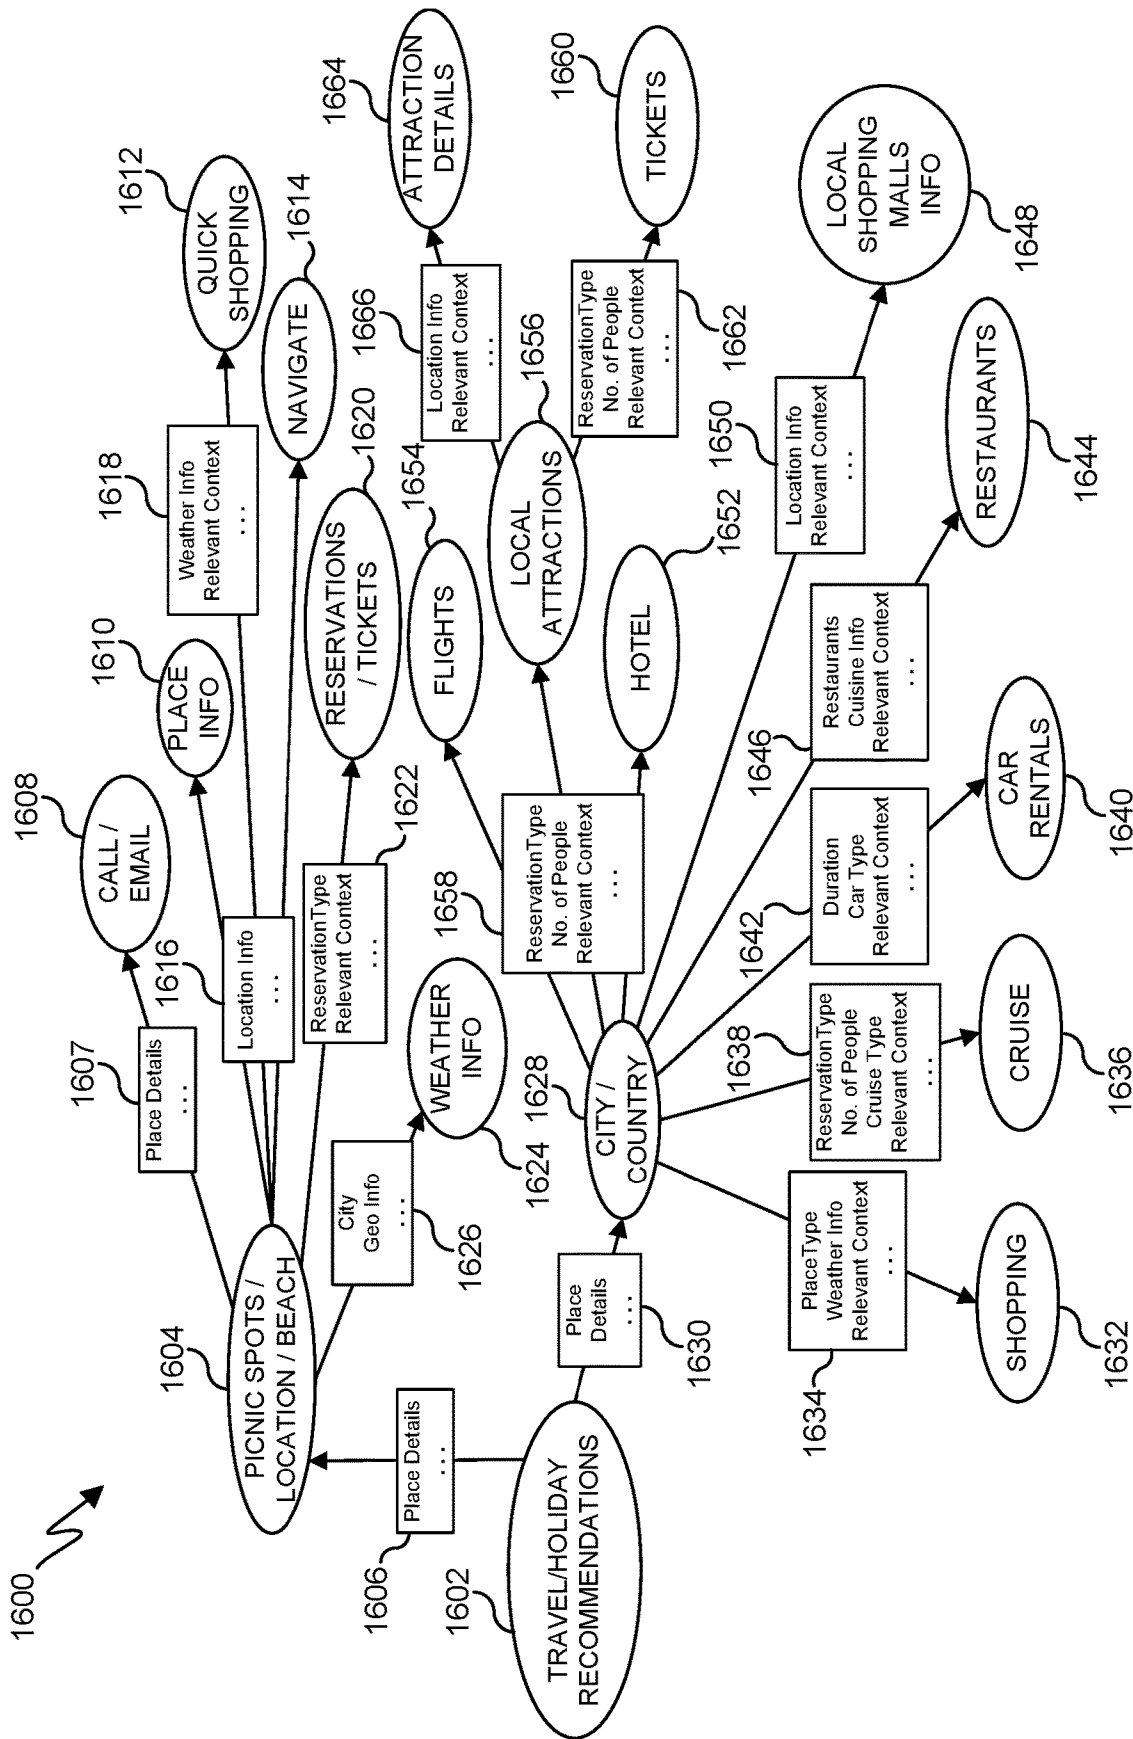 1600
1602
TRAVEL/HOLIDAY
RECOMMENDATIONS
1606
Place Details
...
1604
PICNIC SPOTS /
LOCATION / BEACH
1607
Place Details
...
1608
CALL /
EMAIL
1616
Location Info
...
1610
PLACE
INFO
1618
Weather Info
Relevant Context
...
1612
QUICK
SHOPPING
1614
NAVIGATE
1622
ReservationType
Relevant Context
...
1620
RESERVATIONS
/ TICKETS
1626
City
Geo Info
...
1624
WEATHER
INFO
1630
Place
Details
...
1628
CITY /
COUNTRY
1658
ReservationType
No. of People
Relevant Context
...
1654
FLIGHTS
1656
LOCAL
ATTRACTIONS
1652
HOTEL
1666
Location Info
Relevant Context
...
1664
ATTRACTION
DETAILS
1662
ReservationType
No. of People
Relevant Context
...
1660
TICKETS
1650
Location Info
Relevant Context
...
1648
LOCAL
SHOPPING
MALLS
INFO
1646
Restaurants
Cuisine Info
Relevant Context
...
1644
RESTAURANTS
1642
Duration
Car Type
Relevant Context
...
1640
CAR
RENTALS
1638
ReservationType
No. of People
Cruise Type
Relevant Context
...
1636
CRUISE
1634
PlaceType
Weather Info
Relevant Context
...
1632
SHOPPING